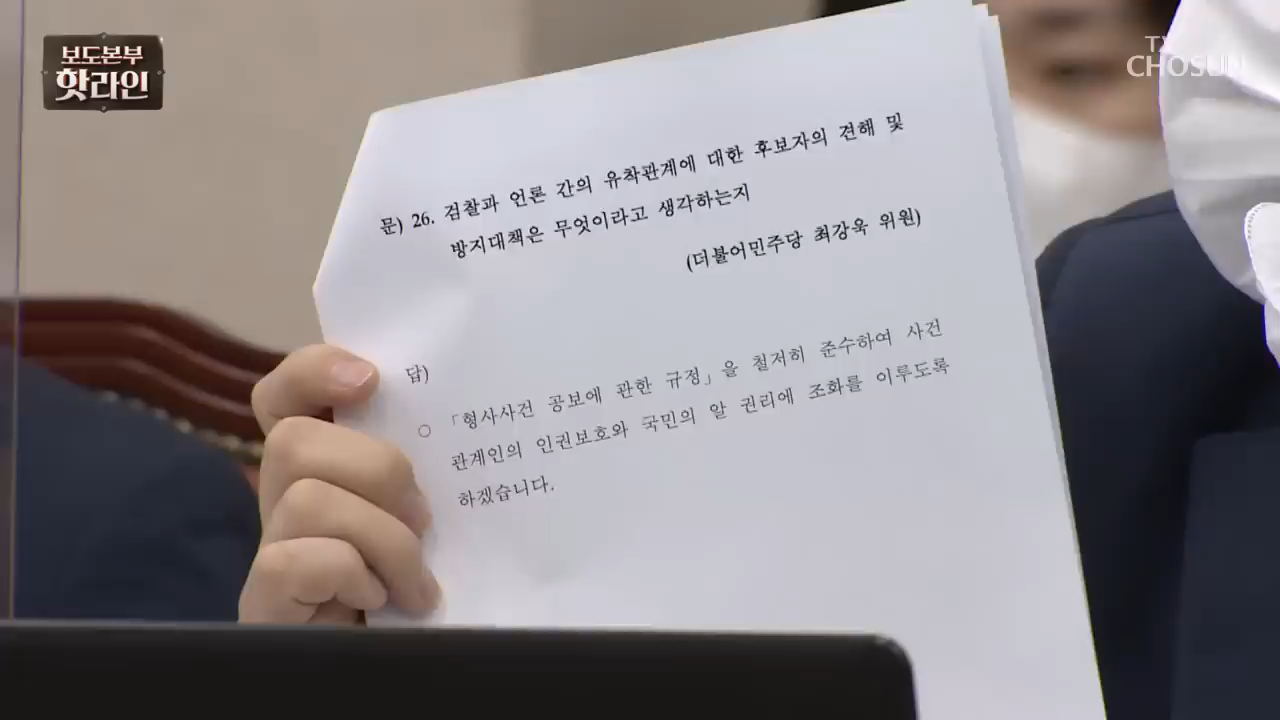 보도본부
핫라인
CHOSUN
문) 26. 검찰과 언론 간의 유착관계에 대한 후보자의 견해 및
방지대책은 무엇이라고 생각하는지
(더불어민주당 최강욱 위원)
답)
○ 「형사사건 공보에 관한 규정」을 철저히 준수하여 사건
관계인의 인권보호와 국민의 알 권리에 조화를 이루도록
하겠습니다.